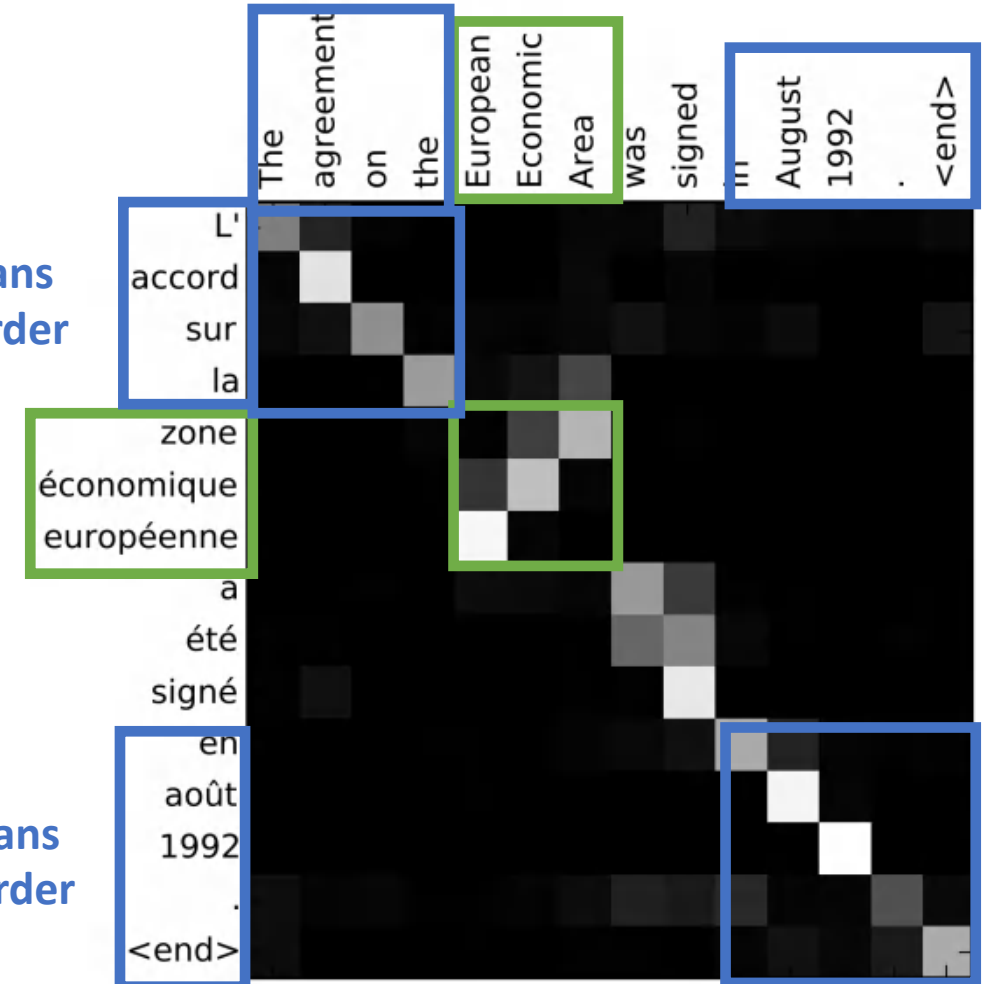 The agreement on the European Economic Area was signed in August 1992 . <end>
L'
accord
ans
rder
sur
la
zone
économique
européenne
a
été
signé
en
août
1992
ans
rder
.
<end>